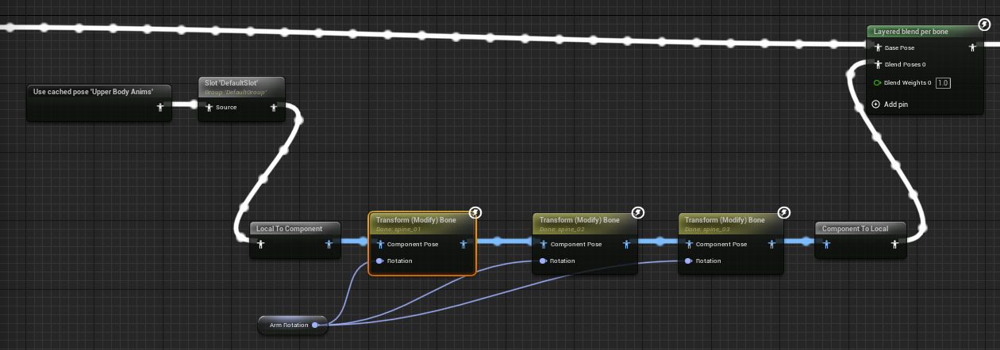 Layered blend per bone
Base Pose
Blend Poses 0
Blend Weights 0 1.0
Add pin
Use cached pose 'Upper Body Anims'
Slot 'DefaultSlot'
Group 'DefaultGroup'
Source
Local To Component
Transform (Modify) Bone
Bone: spine_01
Component Pose
Rotation
Transform (Modify) Bone
Bone: spine_02
Component Pose
Rotation
Transform (Modify) Bone
Bone: spine_03
Component Pose
Rotation
Component To Local
Arm Rotation